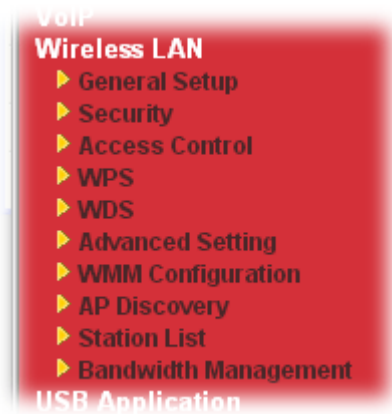 VoIP
Wireless LAN
General Setup
Security
Access Control
WPS
WDS
Advanced Setting
WMM Configuration
AP Discovery
Station List
Bandwidth Management
USB Application